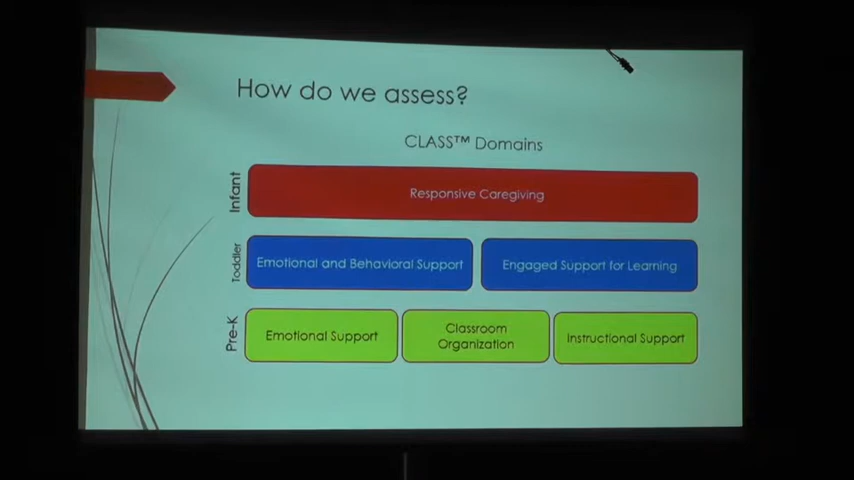 How do we assess?
CLASS™ Domains
Infant
Responsive Caregiving
Toddler
Emotional and Behavioral Support
Engaged Support for Learning
Pre-K
Emotional Support
Classroom
Organization
Instructional Support